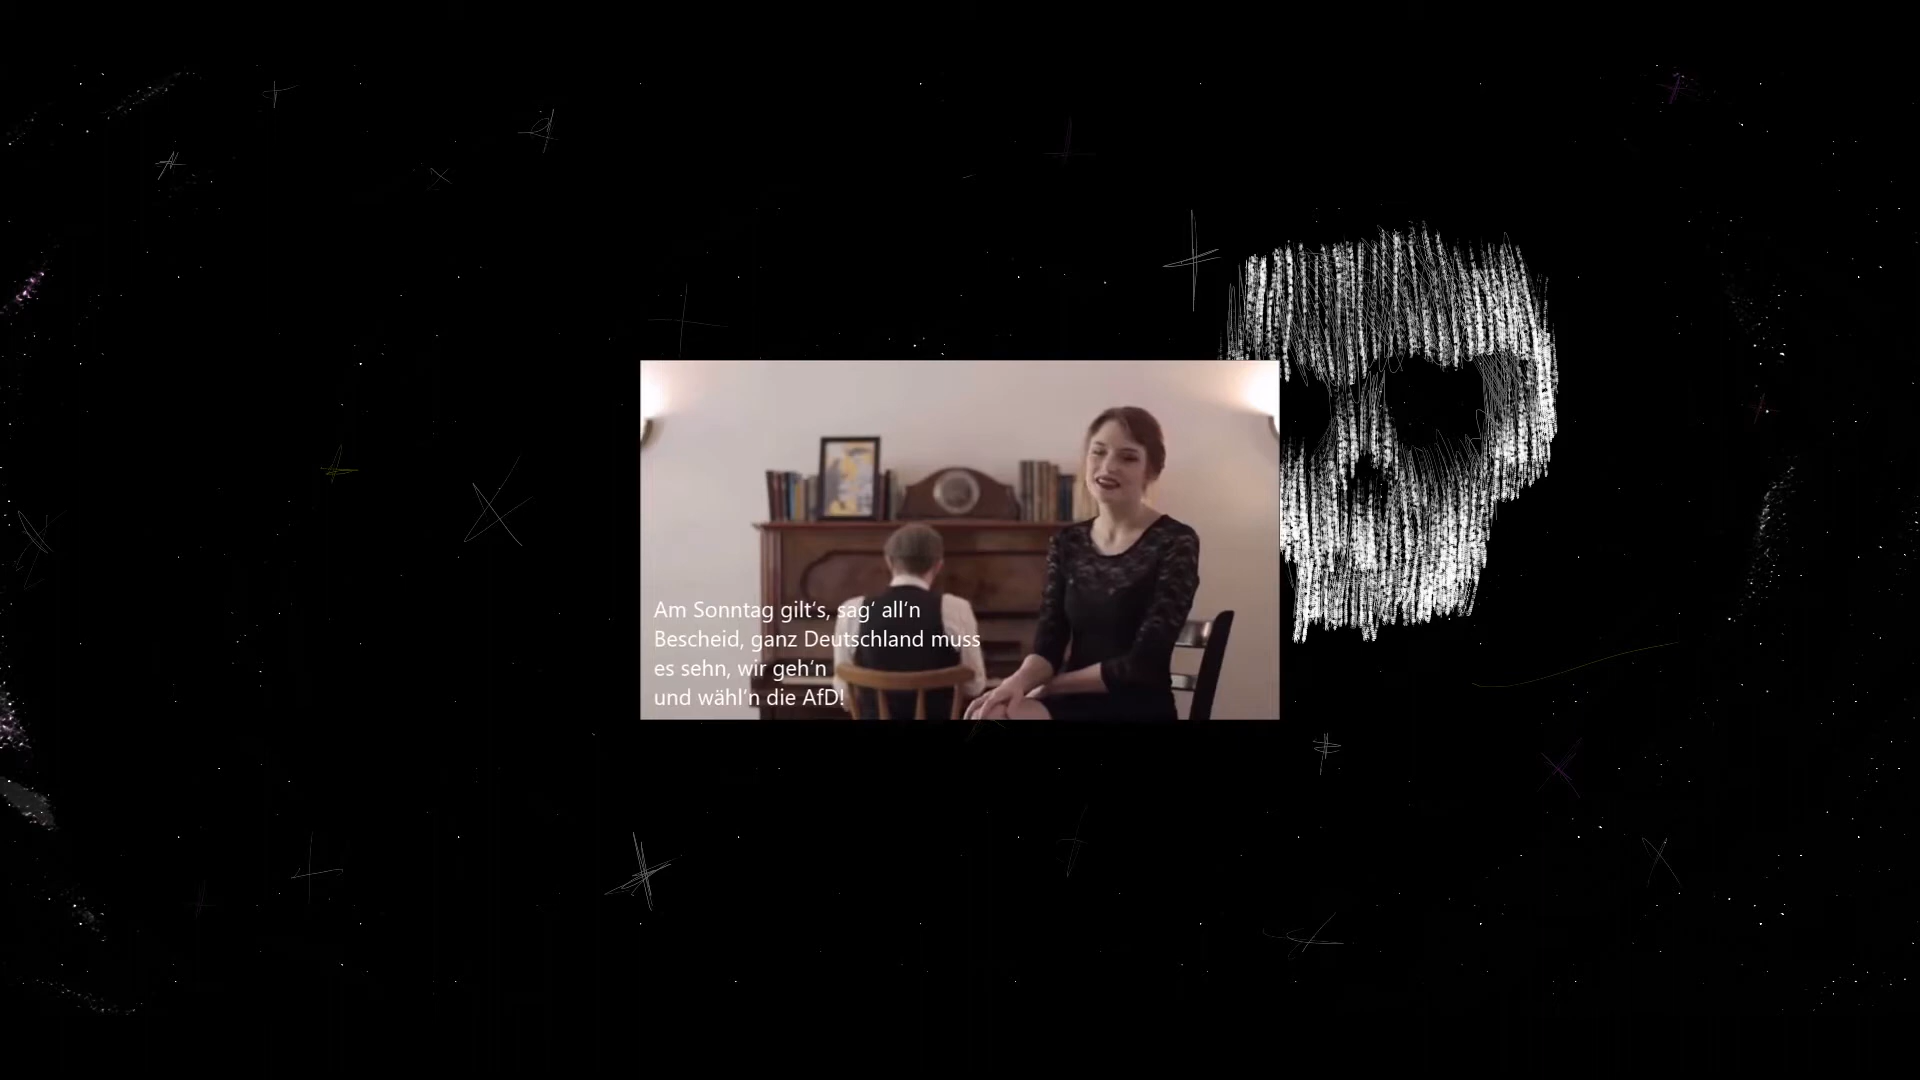 Am Sonntag gilt‘s, sag‘ all‘n
Bescheid, ganz Deutschland muss
es sehn, wir geh‘n
und wähl‘n die AfD!